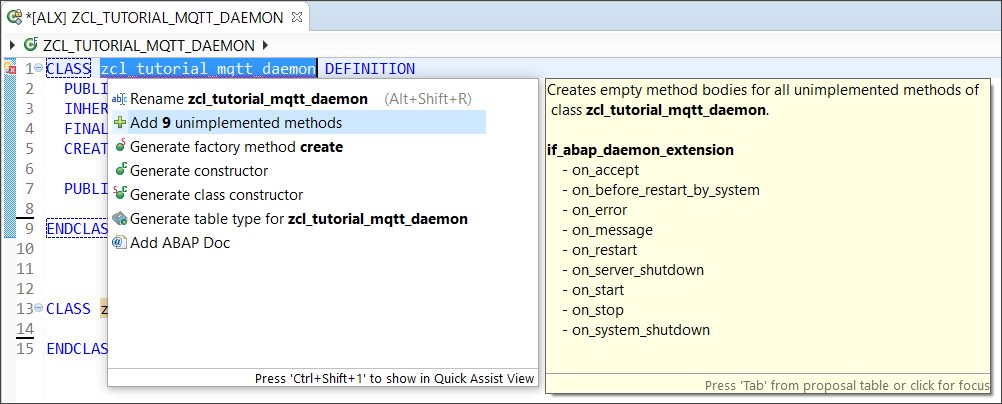 *[ALX] ZCL_TUTORIAL_MQTT_DAEMON
ZCL_TUTORIAL_MQTT_DAEMON
1 CLASS zcl_tutorial_mqtt_daemon DEFINITION
2 PUBLI
3 INHER
4 FINAL
5 CREAT
6
7 PUBLI
8
9 ENDCLAS
10
11
12
13 CLASS z
14
15 ENDCLAS
Rename zcl_tutorial_mqtt_daemon (Alt+Shift+R)
Add 9 unimplemented methods
Generate factory method create
Generate constructor
Generate class constructor
Generate table type for zcl_tutorial_mqtt_daemon
Add ABAP Doc
Press 'Ctrl+Shift+1' to show in Quick Assist View
Creates empty method bodies for all unimplemented methods of
class zcl_tutorial_mqtt_daemon.
if_abap_daemon_extension
- on_accept
- on_before_restart_by_system
- on_error
- on_message
- on_restart
- on_server_shutdown
- on_start
- on_stop
- on_system_shutdown
Press 'Tab' from proposal table or click for focus